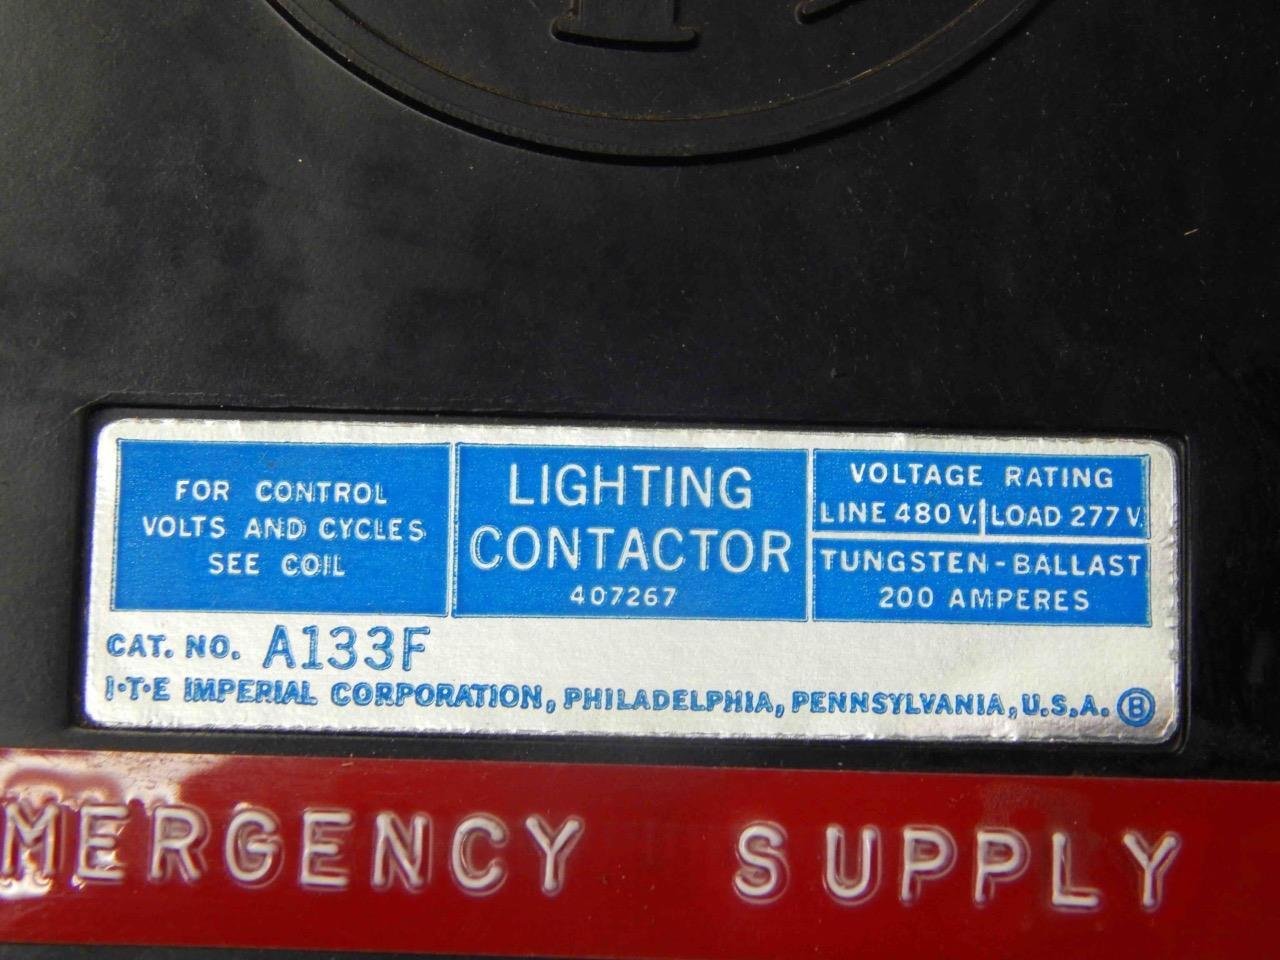 FOR CONTROL
VOLTS AND CYCLES
SEE COIL
LIGHTING
CONTACTOR
407267
VOLTAGE RATING
LINE 480 V. LOAD 277 V.
TUNGSTEN - BALLAST
200 AMPERES
CAT. NO. A133F
I·T·E IMPERIAL CORPORATION, PHILADELPHIA, PENNSYLVANIA, U.S.A. Ⓑ
MERGENCY SUPPLY